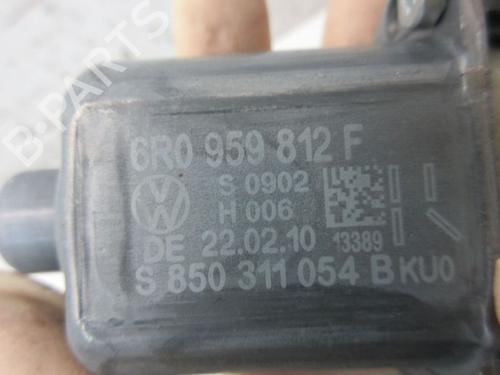 B-PARTS
6R0 959 812 F
S 0902
H 006
DE 22.02.10 13389
S 850 311 054 B KU0